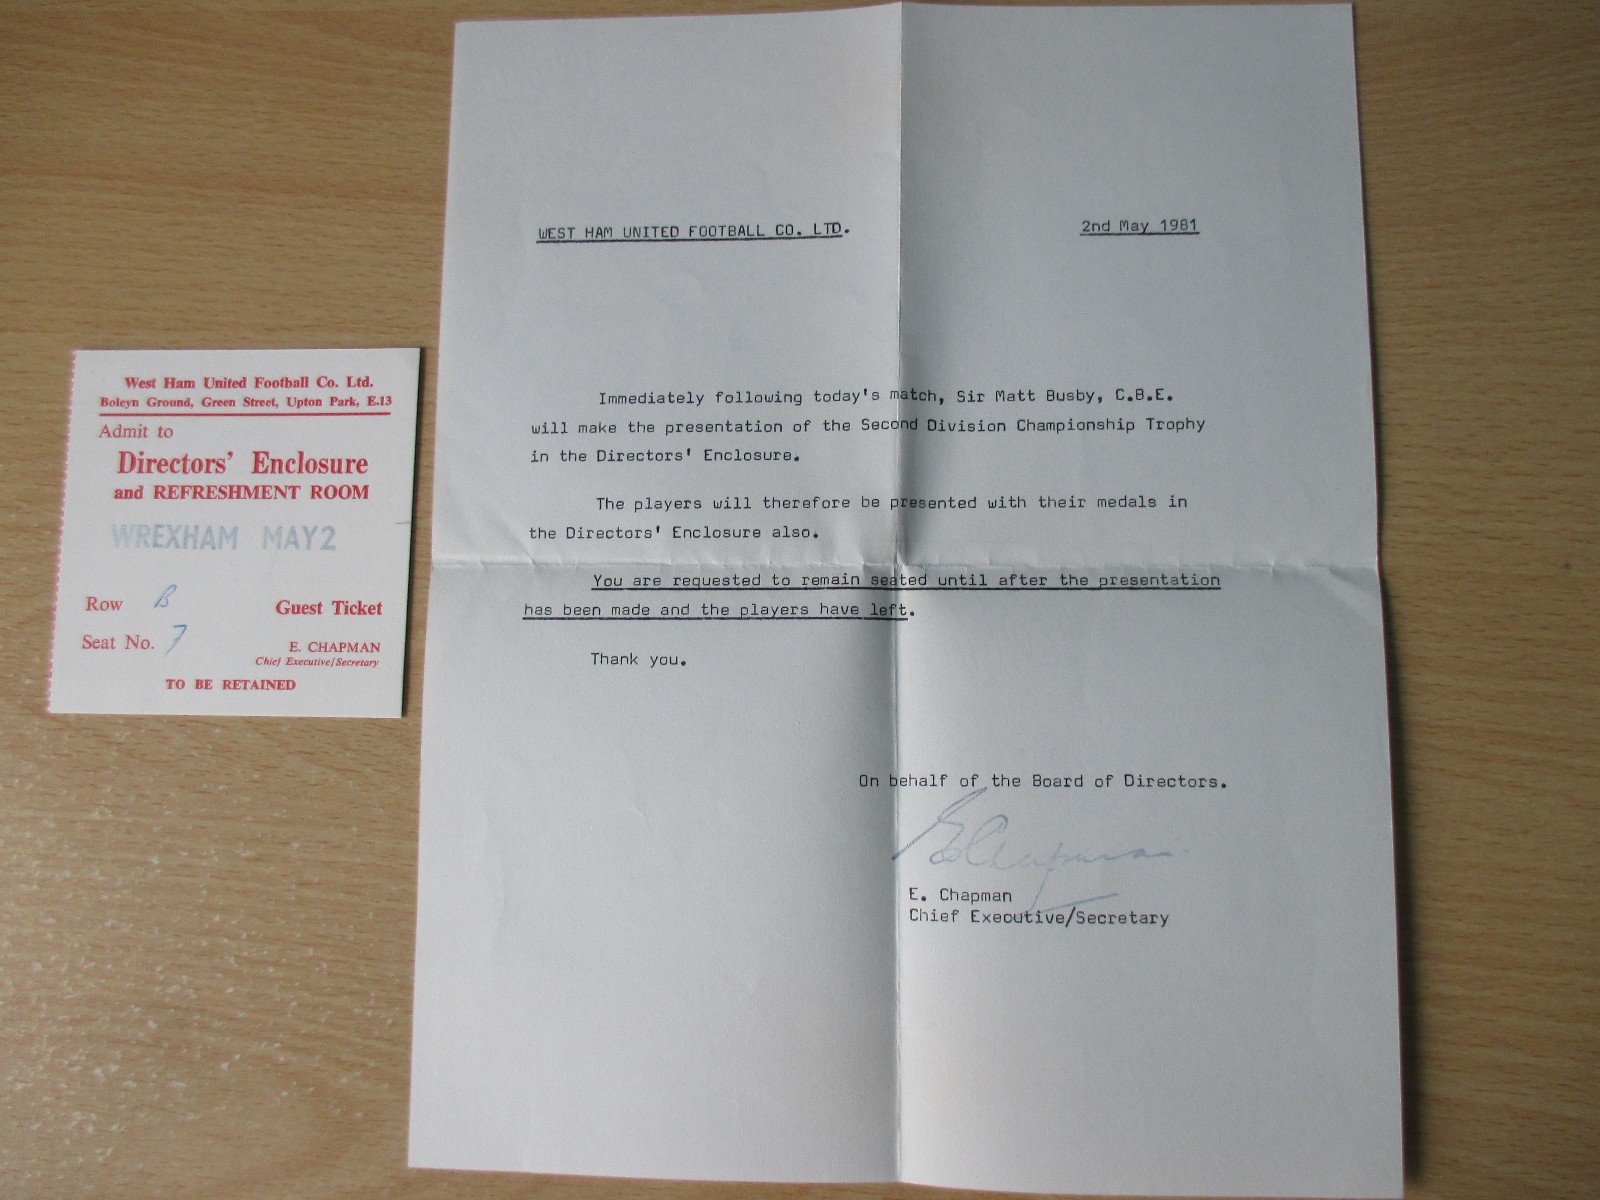 West Ham United Football Co. Ltd.
Boleyn Ground, Green Street, Upton Park, E.13
Admit to
Directors' Enclosure
and REFRESHMENT ROOM
WREXHAM MAY 2
Row B
Guest Ticket
Seat No. 7
E. CHAPMAN
Chief Executive/Secretary
TO BE RETAINED
WEST HAM UNITED FOOTBALL CO. LTD.
2nd May 1981
Immediately following today's match, Sir Matt Busby, C.B.E.
will make the presentation of the Second Division Championship Trophy
in the Directors' Enclosure.
The players will therefore be presented with their medals in
the Directors' Enclosure also.
You are requested to remain seated until after the presentation
has been made and the players have left.
Thank you.
On behalf of the Board of Directors.
E Chapman
E. Chapman
Chief Executive/Secretary